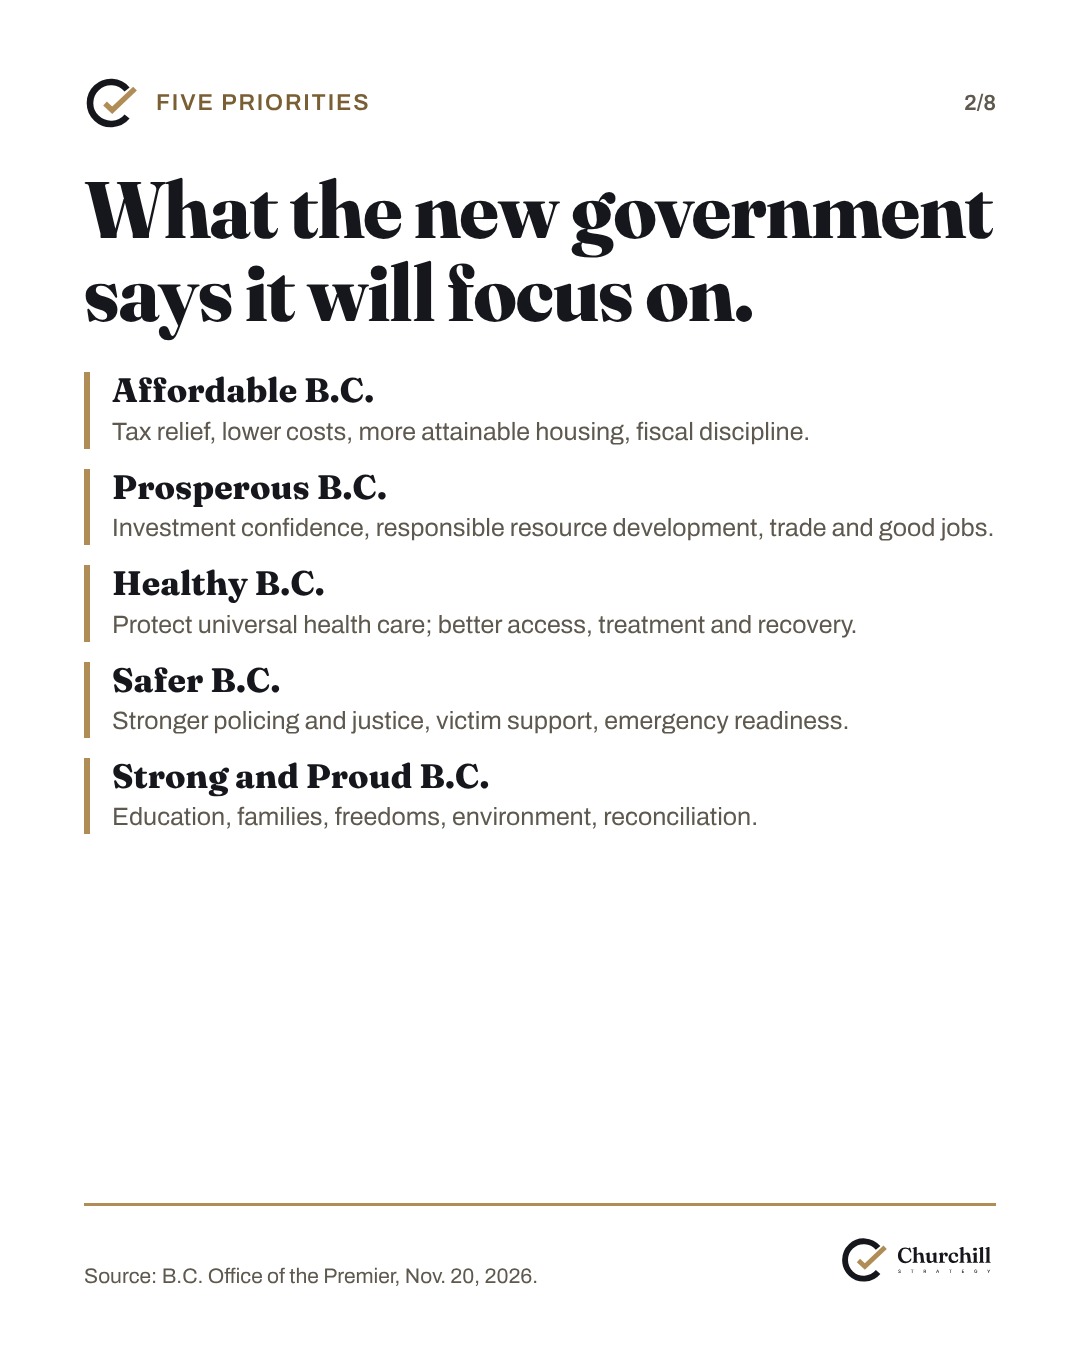 FIVE PRIORITIES
2/8
What the new government
says it will focus on.
Affordable B.C.
Tax relief, lower costs, more attainable housing, fiscal discipline.
Prosperous B.C.
Investment confidence, responsible resource development, trade and good jobs.
Healthy B.C.
Protect universal health care; better access, treatment and recovery.
Safer B.C.
Stronger policing and justice, victim support, emergency readiness.
Strong and Proud B.C.
Education, families, freedoms, environment, reconciliation.
Source: B.C. Office of the Premier, Nov. 20, 2026.
Churchill
STRATEGY